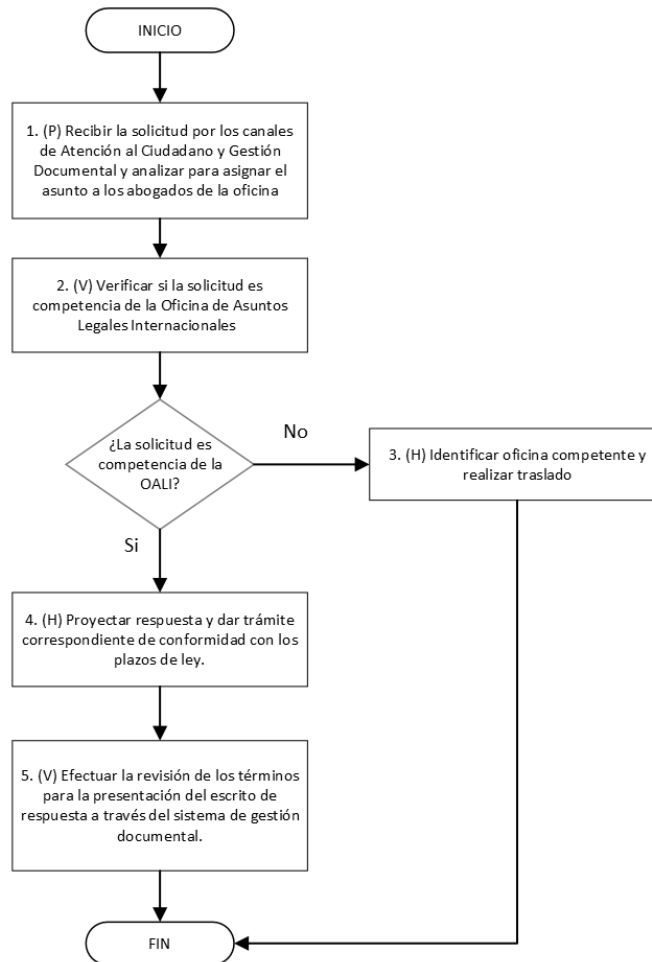 INICIO
1. (P) Recibir la solicitud por los canales
de Atención al Ciudadano y Gestión
Documental y analizar para asignar el
asunto a los abogados de la oficina
2. (V) Verificar si la solicitud es
competencia de la Oficina de Asuntos
Legales Internacionales
¿La solicitud es
competencia de la
OALI?
No
3. (H) Identificar oficina competente y
realizar traslado
Si
4. (H) Proyectar respuesta y dar trámite
correspondiente de conformidad con los
plazos de ley.
5. (V) Efectuar la revisión de los términos
para la presentación del escrito de
respuesta a través del sistema de gestión
documental.
FIN